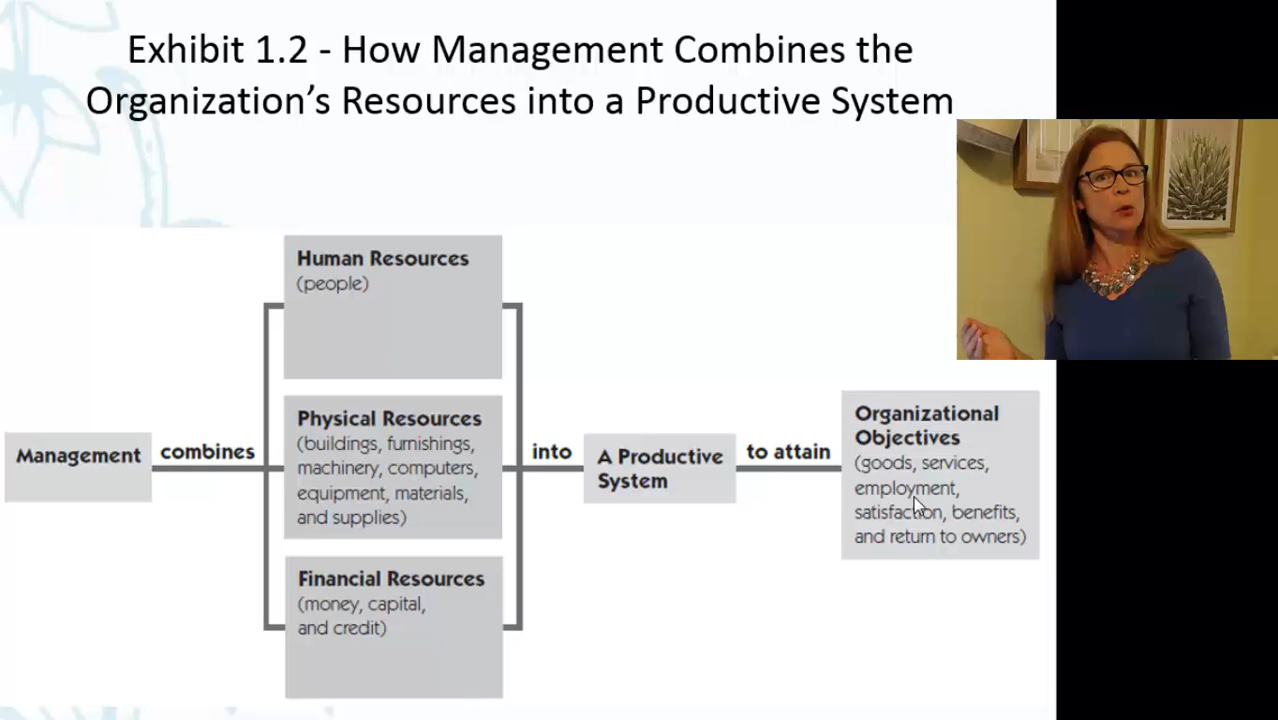 Exhibit 1.2 - How Management Combines the
Organization's Resources into a Productive System
Human Resources
(people)
Management
combines
Physical Resources
(buildings, furnishings,
machinery, computers,
equipment, materials,
and supplies)
Financial Resources
(money, capital,
and credit)
into
A Productive
System
to attain
Organizational
Objectives
(goods, services,
employment,
satisfaction, benefits,
and return to owners)